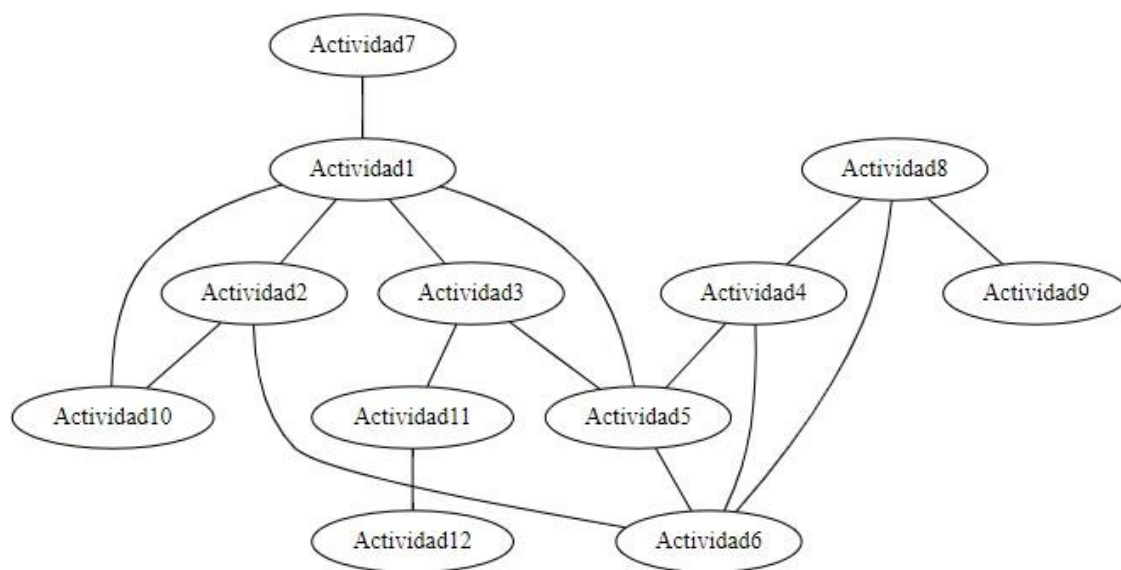 Actividad7
Actividad1
Actividad8
Actividad2
Actividad3
Actividad4
Actividad9
Actividad10
Actividad11
Actividad5
Actividad12
Actividad6